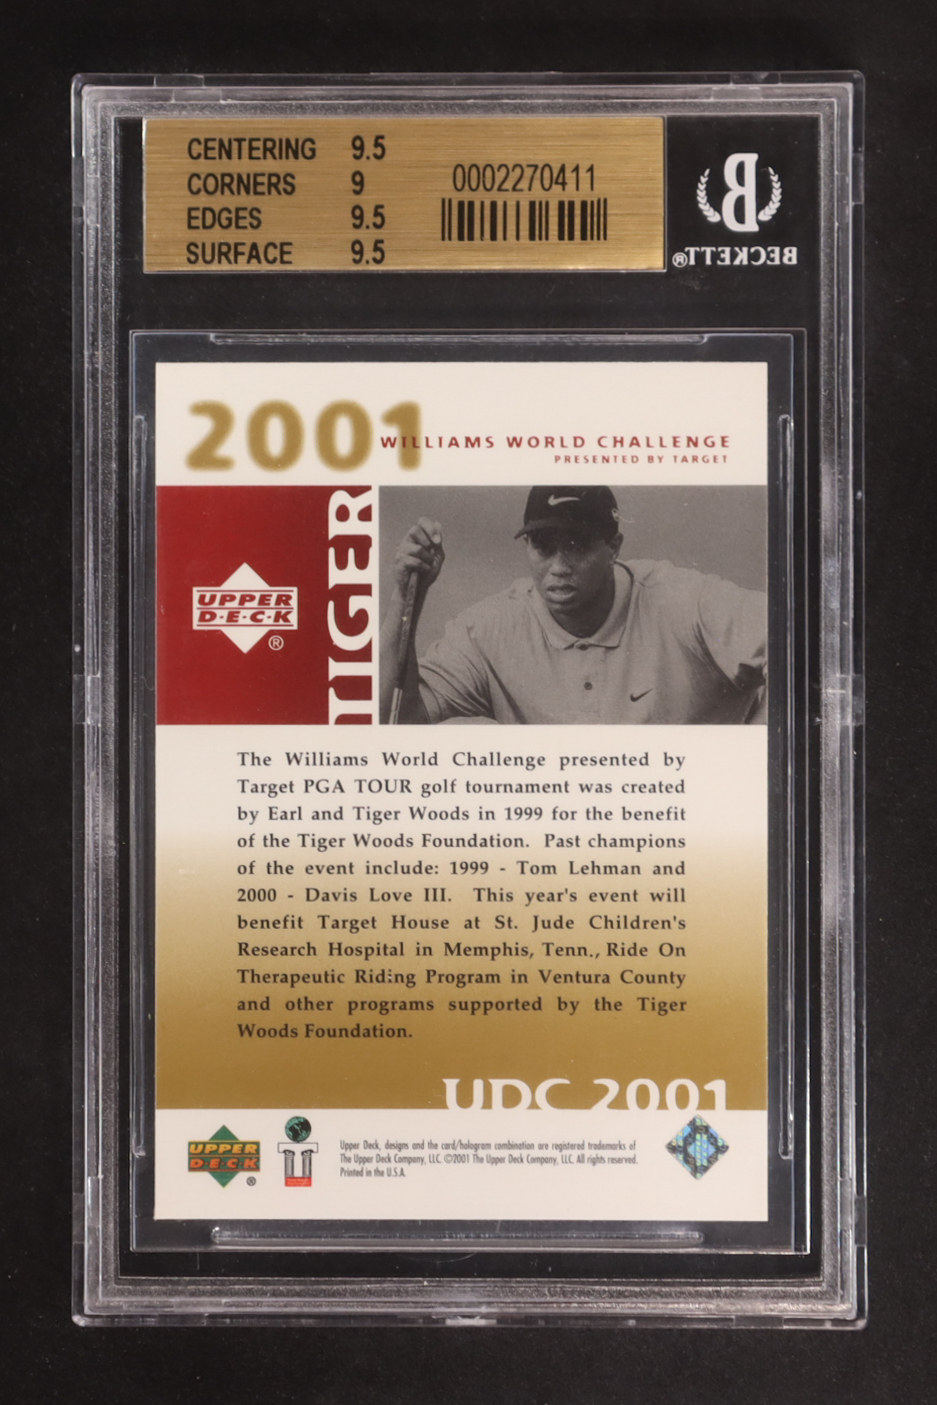 CENTERING 9.5
CORNERS 9
EDGES 9.5
SURFACE 9.5
0002270411
B
BECKETT®
2001
WILLIAMS WORLD CHALLENGE
PRESENTED BY TARGET
UPPER
D·E·C·K
®
TIGER
The Williams World Challenge presented by
Target PGA TOUR golf tournament was created
by Earl and Tiger Woods in 1999 for the benefit
of the Tiger Woods Foundation. Past champions
of the event include: 1999 - Tom Lehman and
2000 - Davis Love III. This year's event will
benefit Target House at St. Jude Children's
Research Hospital in Memphis, Tenn., Ride On
Therapeutic Riding Program in Ventura County
and other programs supported by the Tiger
Woods Foundation.
UDC 2001
UPPER
D·E·C·K
®
Upper Deck, designs and the card/hologram combination are registered trademarks of
The Upper Deck Company, LLC. ©2001 The Upper Deck Company, LLC. All rights reserved.
Printed in the U.S.A.